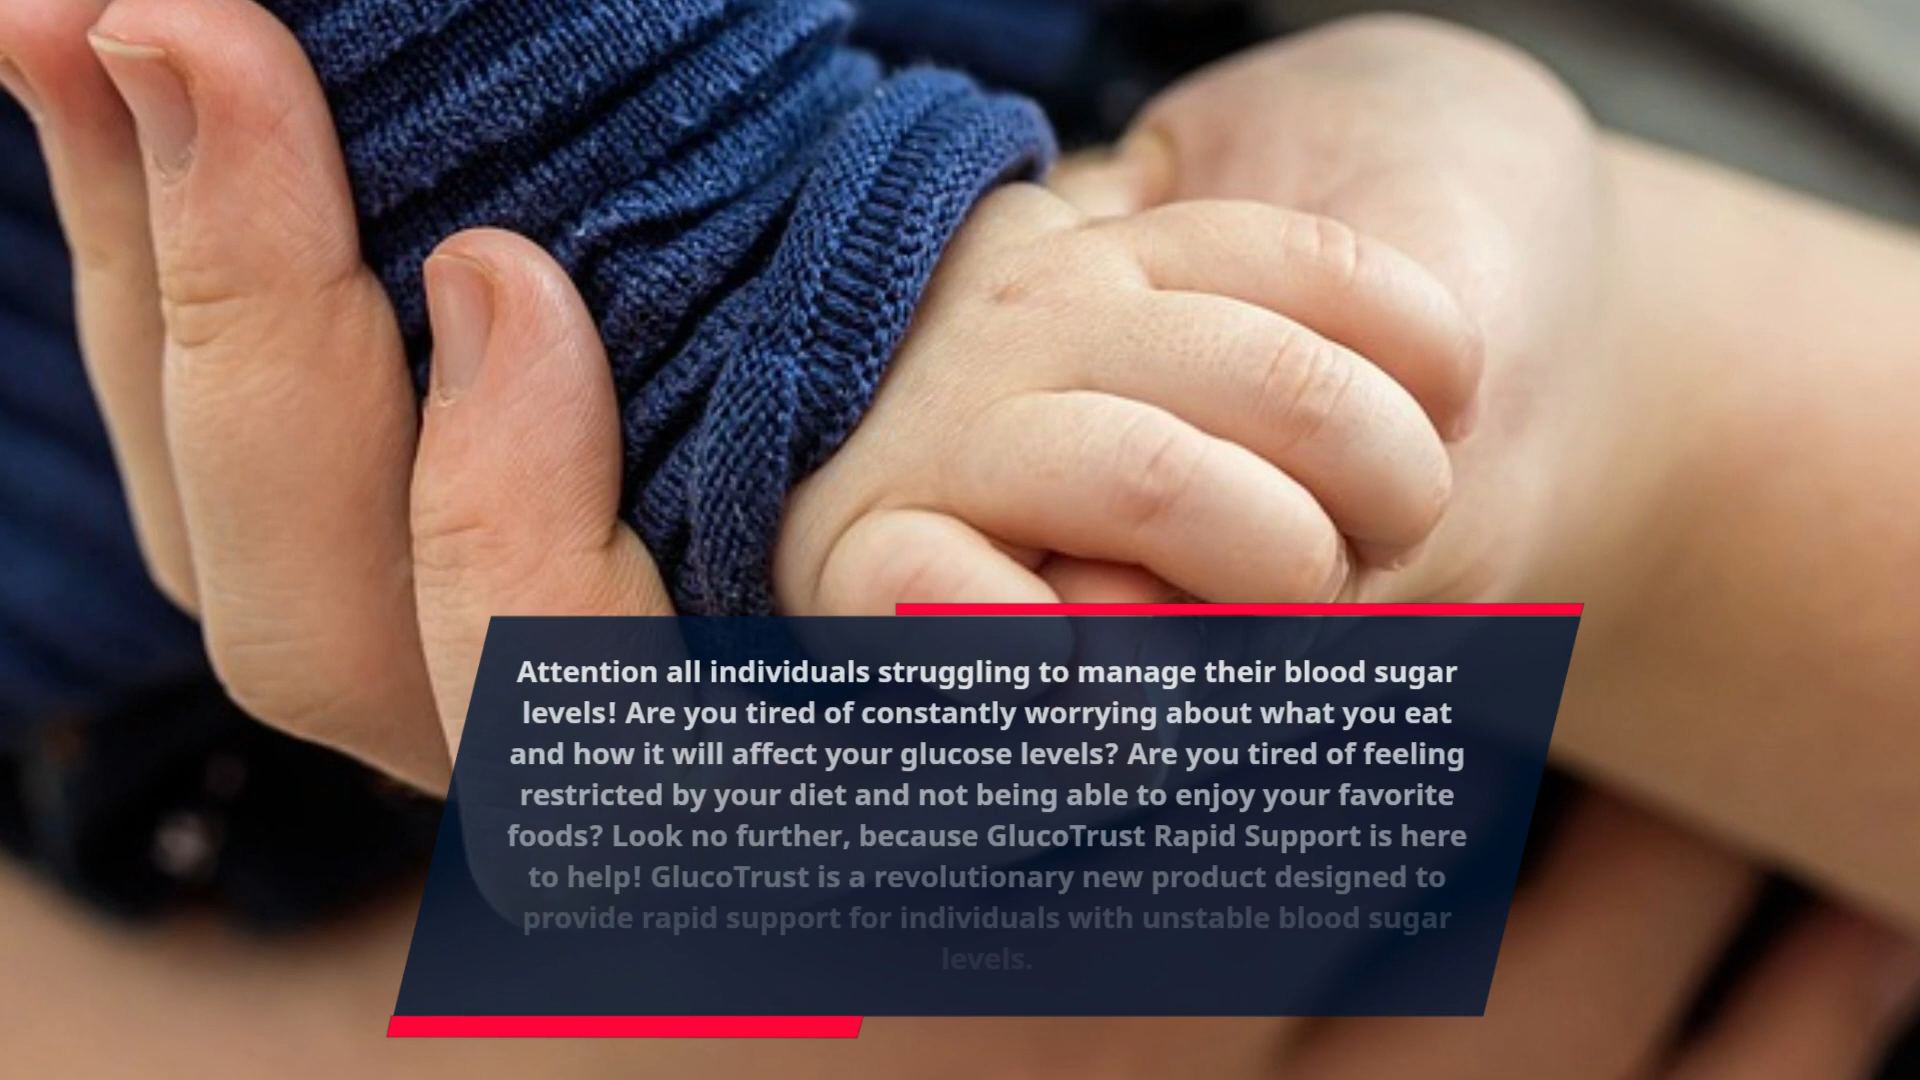 Attention all individuals struggling to manage their blood sugar
levels! Are you tired of constantly worrying about what you eat
and how it will affect your glucose levels? Are you tired of feeling
restricted by your diet and not being able to enjoy your favorite
foods? Look no further, because GlucoTrust Rapid Support is here
to help! GlucoTrust is a revolutionary new product designed to
provide rapid support for individuals with unstable blood sugar
levels.